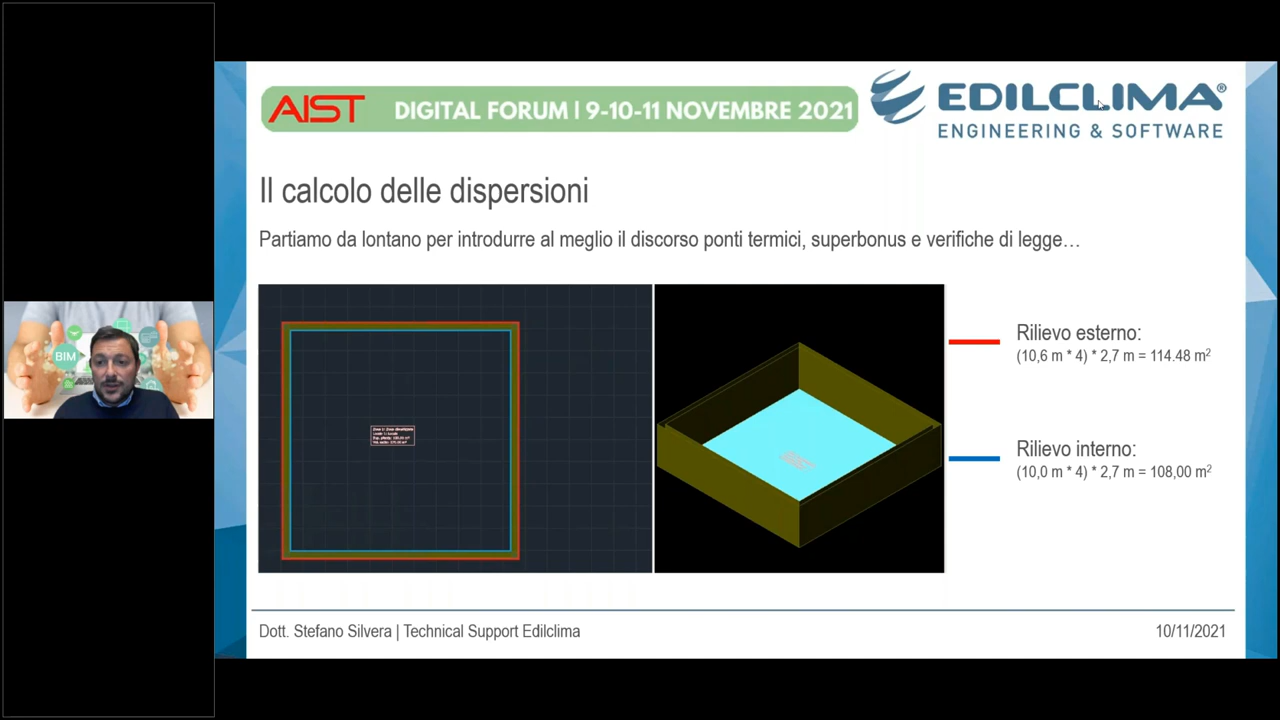 AIST DIGITAL FORUM | 9-10-11 NOVEMBRE 2021
EDILCLIMA®
ENGINEERING & SOFTWARE
Il calcolo delle dispersioni
Partiamo da lontano per introdurre al meglio il discorso ponti termici, superbonus e verifiche di legge…
Rilievo esterno:
(10,6 m * 4) * 2,7 m = 114.48 m²
BIM
Rilievo interno:
(10,0 m * 4) * 2,7 m = 108,00 m²
Dott. Stefano Silvera | Technical Support Edilclima
10/11/2021